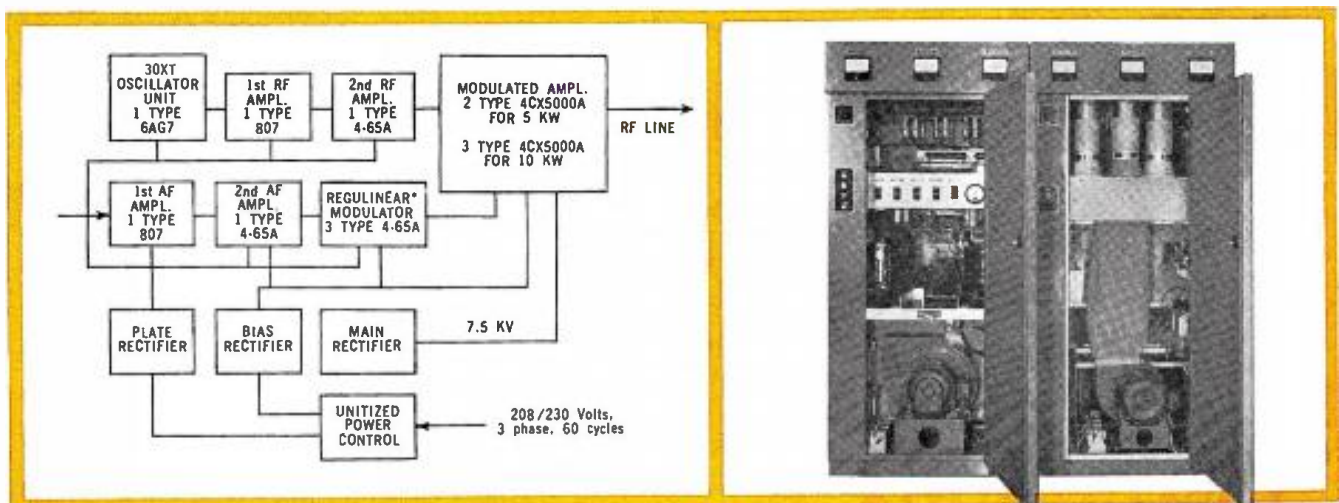 30XT
OSCILLATOR
UNIT
1 TYPE
6AG7
1st RF
AMPL.
1 TYPE
807
2nd RF
AMPL.
1 TYPE
4-65A
MODULATED AMPL.
2 TYPE 4CX5000A
FOR 5 KW
3 TYPE 4CX5000A
FOR 10 KW
RF LINE
1st AF
AMPL.
1 TYPE
807
2nd AF
AMPL.
1 TYPE
4-65A
REGULINEAR*
MODULATOR
3 TYPE 4-65A
PLATE
RECTIFIER
BIAS
RECTIFIER
MAIN
RECTIFIER
7.5 KV
UNITIZED
POWER
CONTROL
208/230 Volts,
3 phase, 60 cycles